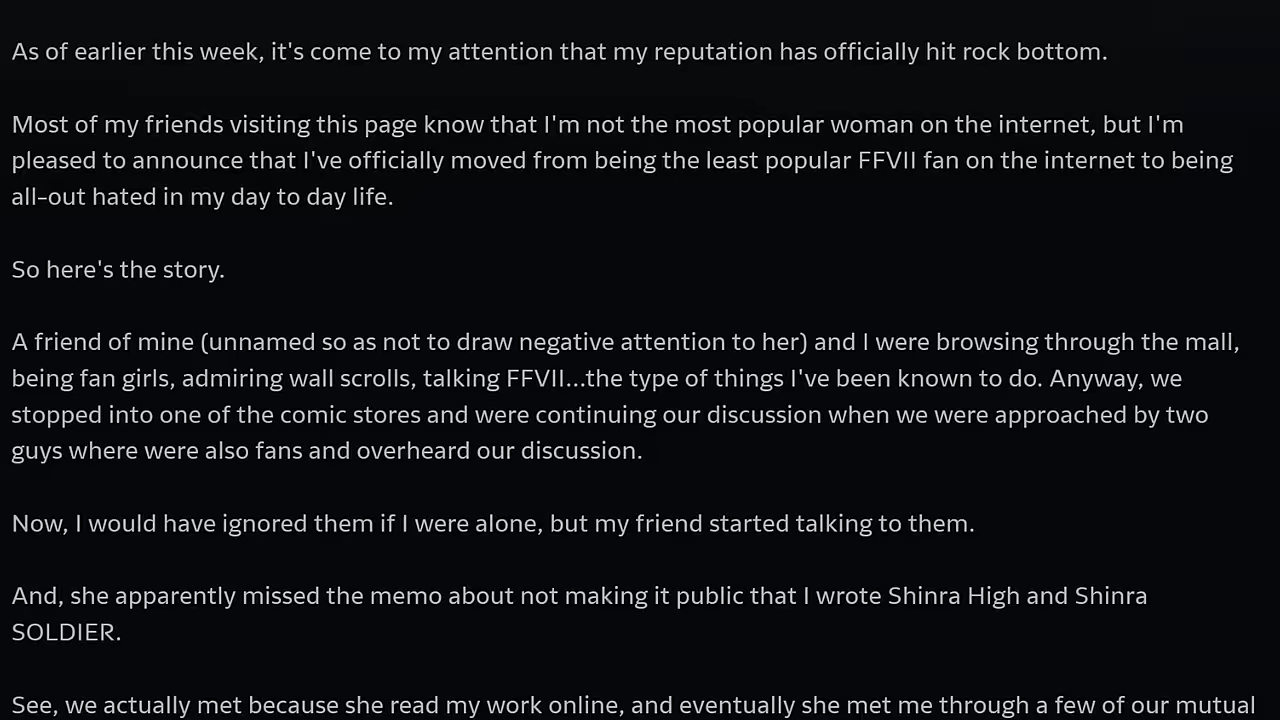 As of earlier this week, it's come to my attention that my reputation has officially hit rock bottom.
Most of my friends visiting this page know that I'm not the most popular woman on the internet, but I'm
pleased to announce that I've officially moved from being the least popular FFVII fan on the internet to being
all-out hated in my day to day life.
So here's the story.
A friend of mine (unnamed so as not to draw negative attention to her) and I were browsing through the mall,
being fan girls, admiring wall scrolls, talking FFVII...the type of things I've been known to do. Anyway, we
stopped into one of the comic stores and were continuing our discussion when we were approached by two
guys where were also fans and overheard our discussion.
Now, I would have ignored them if I were alone, but my friend started talking to them.
And, she apparently missed the memo about not making it public that I wrote Shinra High and Shinra
SOLDIER.
See, we actually met because she read my work online, and eventually she met me through a few of our mutual